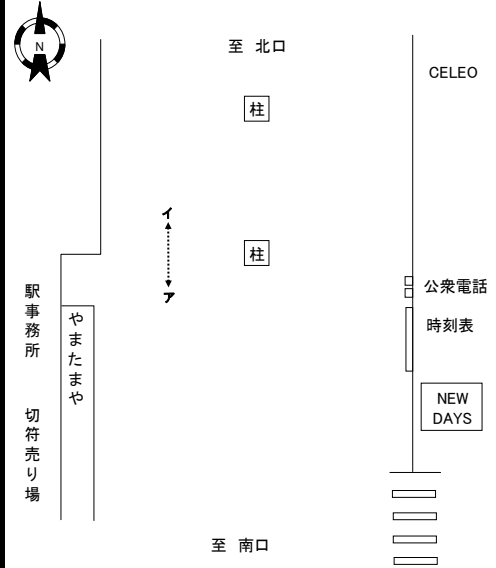 N
至 北口
CELEO
柱
イ
柱
ア
公衆電話
時刻表
駅事務所
切符売り場
やまたまや
NEW
DAYS
至 南口